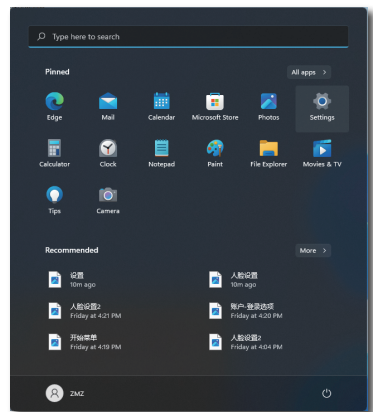 Type here to search
Pinned
All apps >
Edge
Mail
Calendar
Microsoft Store
Photos
Settings
Calculator
Clock
Notepad
Paint
File Explorer
Movies & TV
Tips
Camera
Recommended
More >
设置
10m ago
人脸设置
10m ago
人脸设置2
Friday at 4:21 PM
账户-登录选项
Friday at 4:20 PM
开始菜单
Friday at 4:19 PM
人脸设置2
Friday at 4:04 PM
ZMZ